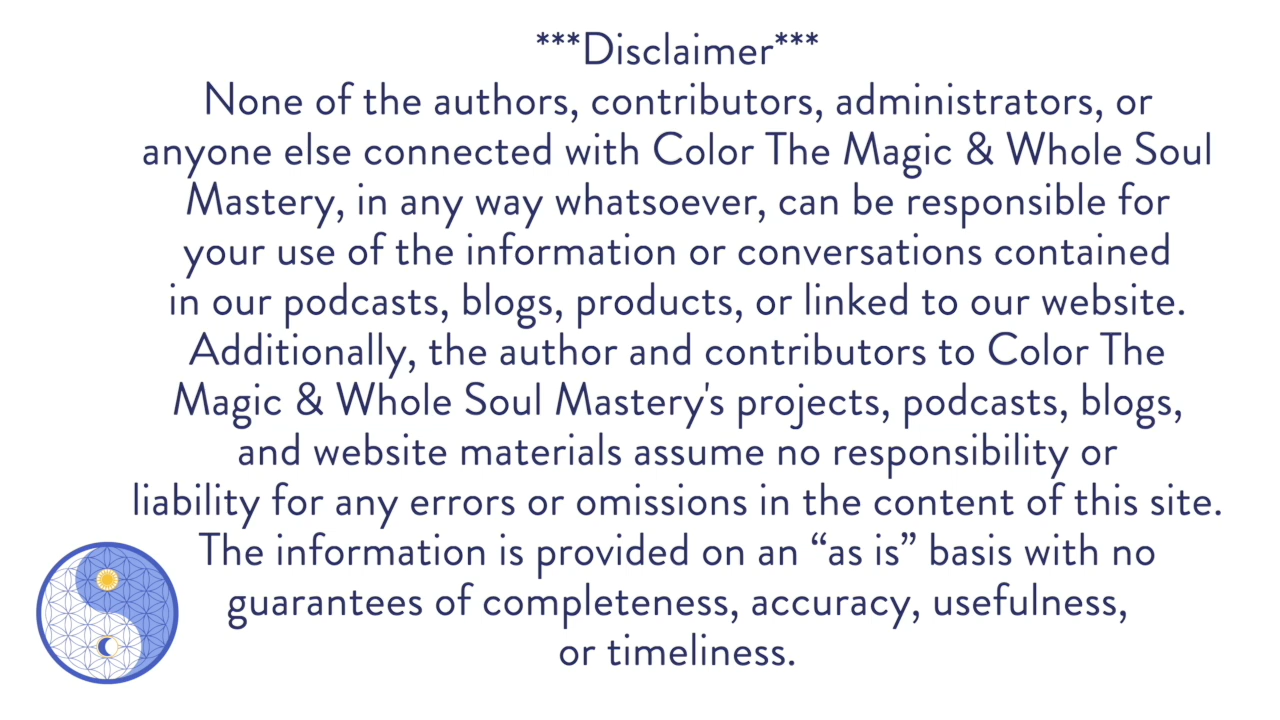 ***Disclaimer***
None of the authors, contributors, administrators, or
anyone else connected with Color The Magic & Whole Soul
Mastery, in any way whatsoever, can be responsible for
your use of the information or conversations contained
in our podcasts, blogs, products, or linked to our website.
Additionally, the author and contributors to Color The
Magic & Whole Soul Mastery's projects, podcasts, blogs,
and website materials assume no responsibility or
liability for any errors or omissions in the content of this site.
The information is provided on an “as is” basis with no
guarantees of completeness, accuracy, usefulness,
or timeliness.